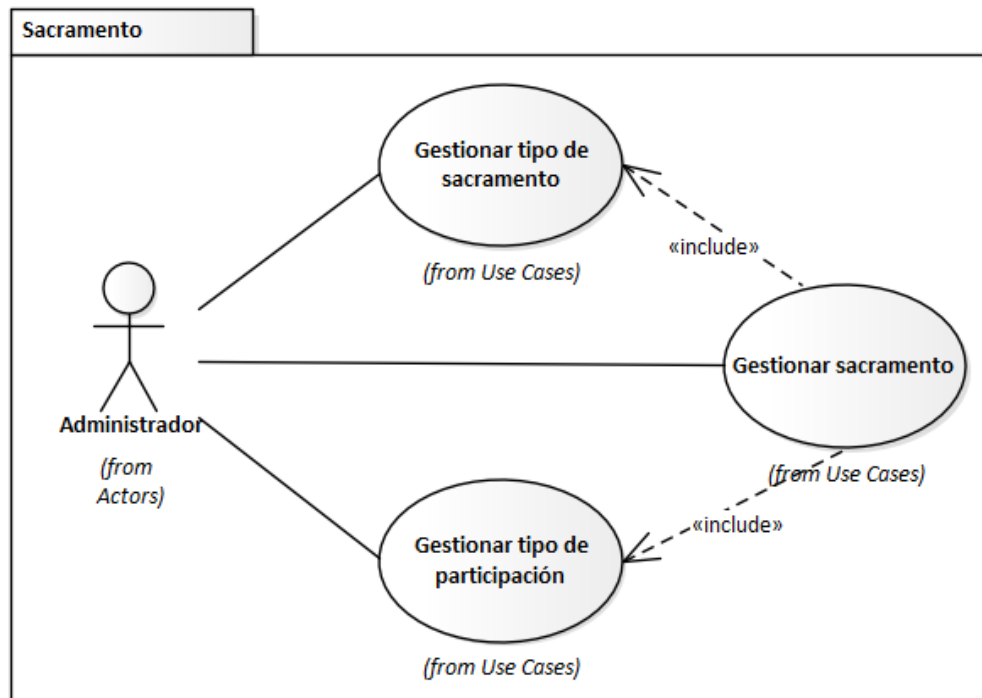 Sacramento
Gestionar tipo de
sacramento
(from Use Cases)
«include»
Gestionar sacramento
(from Use Cases)
Administrador
(from
Actors)
«include»
Gestionar tipo de
participación
(from Use Cases)